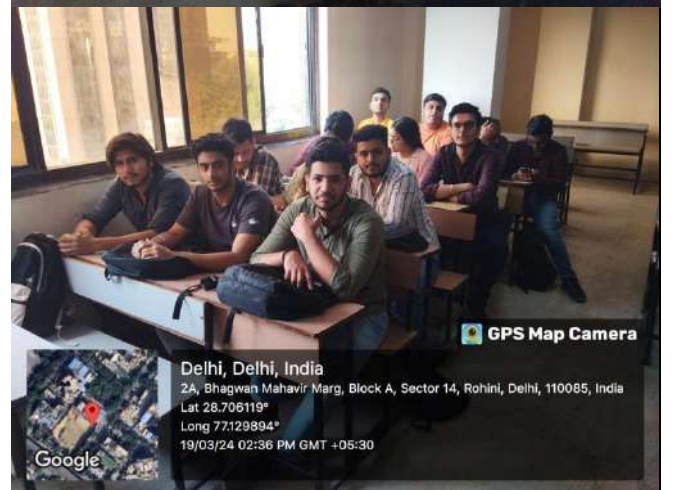 GPS Map Camera
Delhi, Delhi, India
2A, Bhagwan Mahavir Marg, Block A, Sector 14, Rohini, Delhi, 110085, India
Lat 28.706119°
Long 77.129894°
19/03/24 02:36 PM GMT +05:30
Google